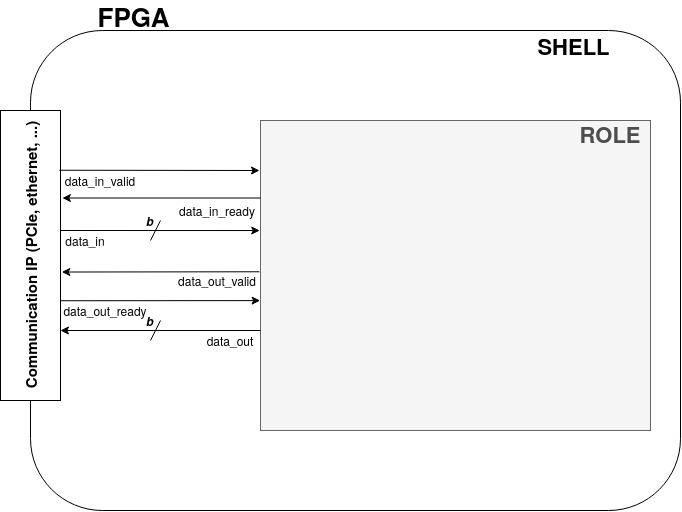 FPGA
SHELL
ROLE
Communication IP (PCIe, ethernet, ...)
data_in_valid
data_in_ready
b
data_in
data_out_valid
data_out_ready
b
data_out